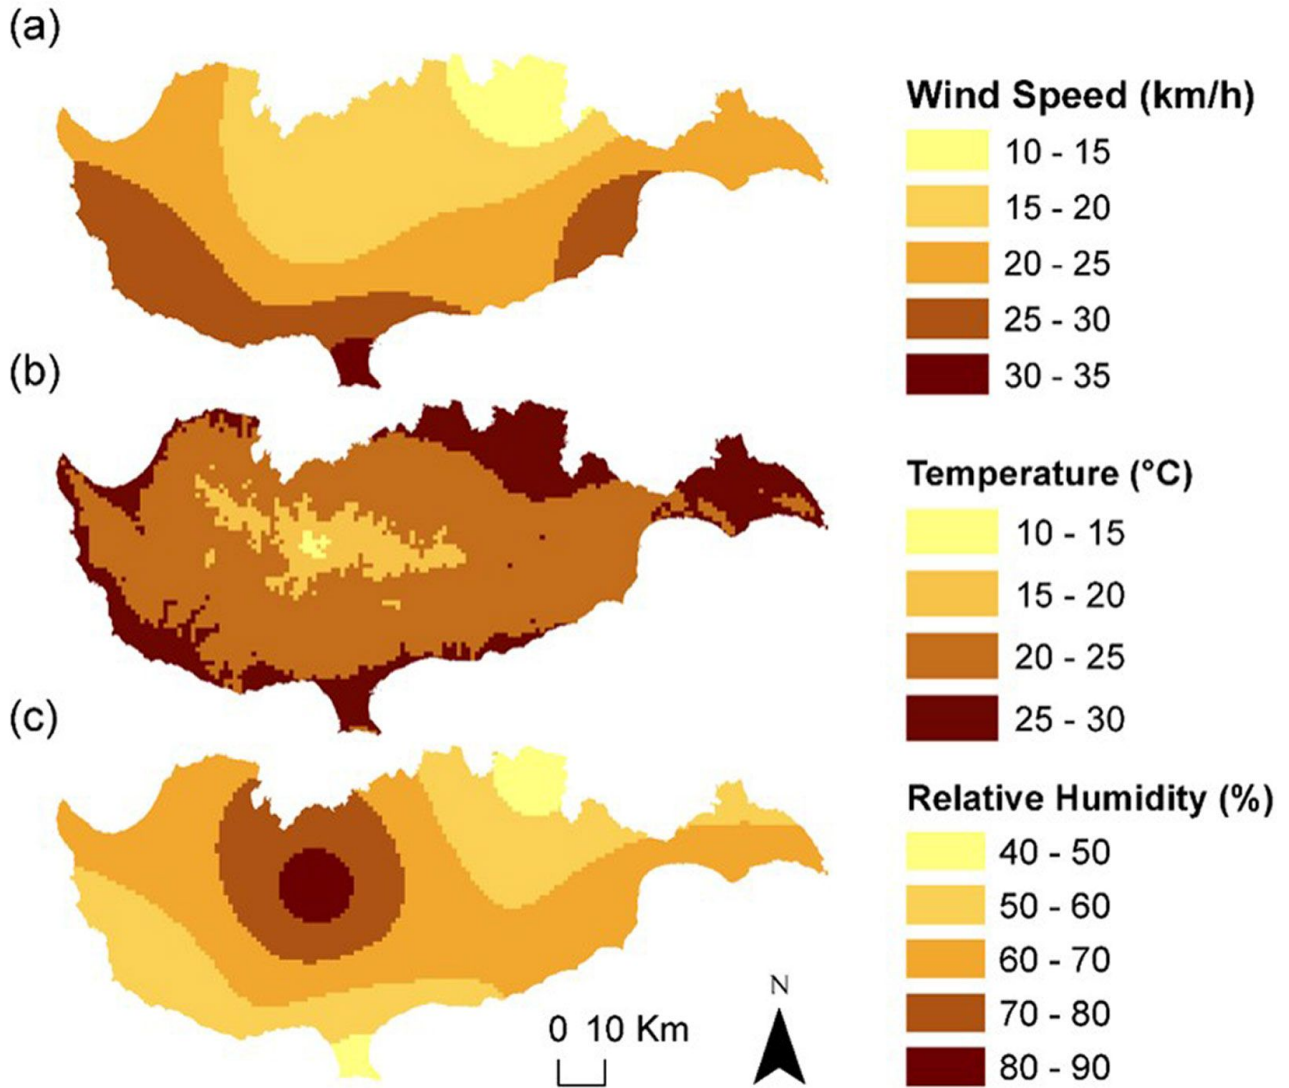 (a)
Wind Speed (km/h)
10 - 15
15 - 20
20 - 25
25 - 30
30 - 35
(b)
Temperature (°C)
10 - 15
15 - 20
20 - 25
25 - 30
(c)
Relative Humidity (%)
40 - 50
50 - 60
60 - 70
70 - 80
80 - 90
N
0 10 Km